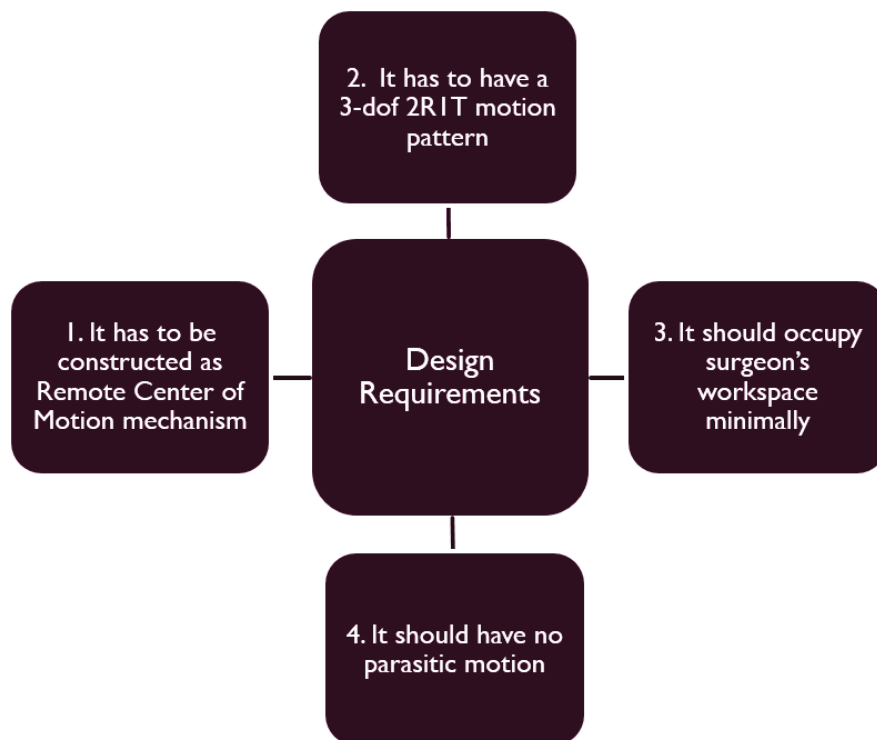 2. It has to have a
3-dof 2R1T motion
pattern
1. It has to be
constructed as
Remote Center of
Motion mechanism
Design
Requirements
3. It should occupy
surgeon's
workspace
minimally
4. It should have no
parasitic motion